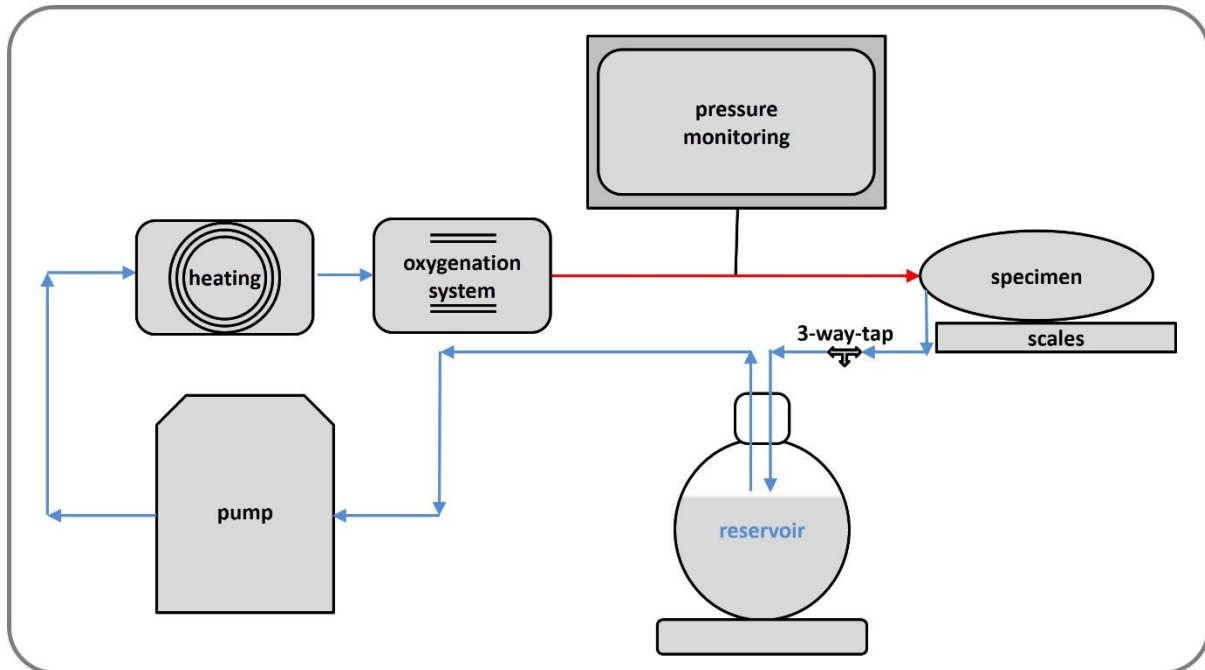 pressure
monitoring
heating
oxygenation
system
specimen
3-way-tap
scales
pump
reservoir